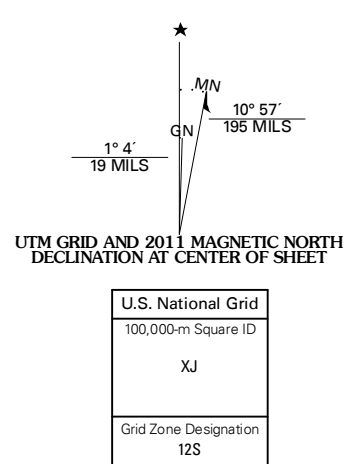 MN
GN
10° 57´
195 MILS
1° 4´
19 MILS
UTM GRID AND 2011 MAGNETIC NORTH
DECLINATION AT CENTER OF SHEET
U.S. National Grid
100,000-m Square ID
XJ
Grid Zone Designation
12S